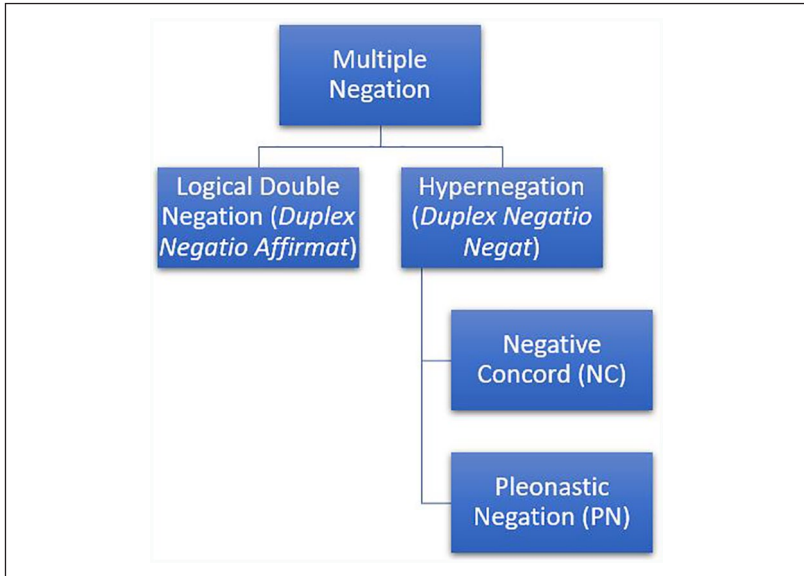 Multiple
Negation
Logical Double
Negation (Duplex
Negatio Affirmat)
Hypernegation
(Duplex Negatio
Negat)
Negative
Concord (NC)
Pleonastic
Negation (PN)